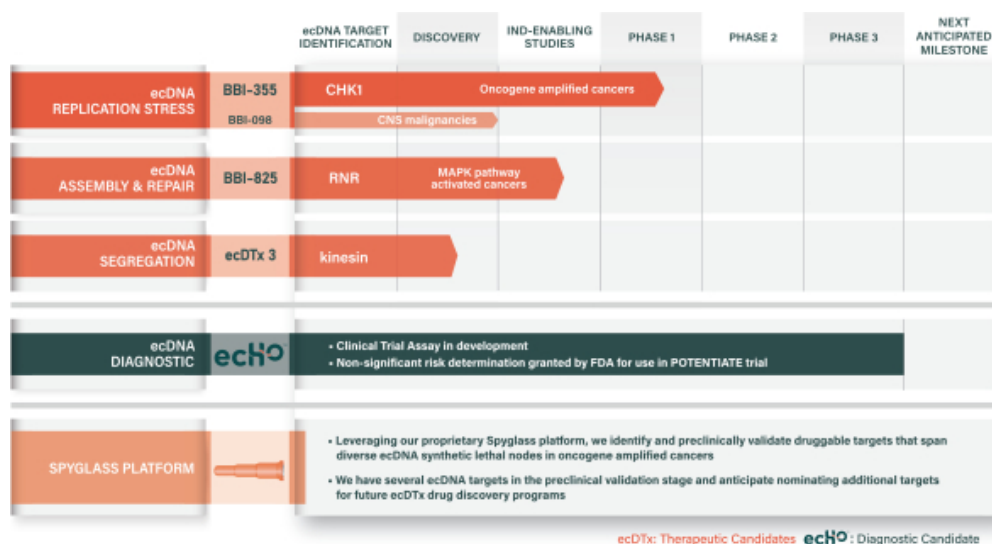 ecDNA TARGET
IDENTIFICATION
DISCOVERY
IND-ENABLING
STUDIES
PHASE 1
PHASE 2
PHASE 3
NEXT
ANTICIPATED
MILESTONE
ecDNA
REPLICATION STRESS
BBI-355
CHK1
Oncogene amplified cancers
BBI-098
CNS malignancies
ecDNA
ASSEMBLY & REPAIR
BBI-825
RNR
MAPK pathway
activated cancers
ecDNA
SEGREGATION
ecDTx 3
kinesin
ecDNA
DIAGNOSTIC
ecHo
• Clinical Trial Assay in development
• Non-significant risk determination granted by FDA for use in POTENTIATE trial
SPYGLASS PLATFORM
• Leveraging our proprietary Spyglass platform, we identify and preclinically validate druggable targets that span
diverse ecDNA synthetic lethal nodes in oncogene amplified cancers
• We have several ecDNA targets in the preclinical validation stage and anticipate nominating additional targets
for future ecDTx drug discovery programs
ecDTx: Therapeutic Candidates ecHo: Diagnostic Candidate